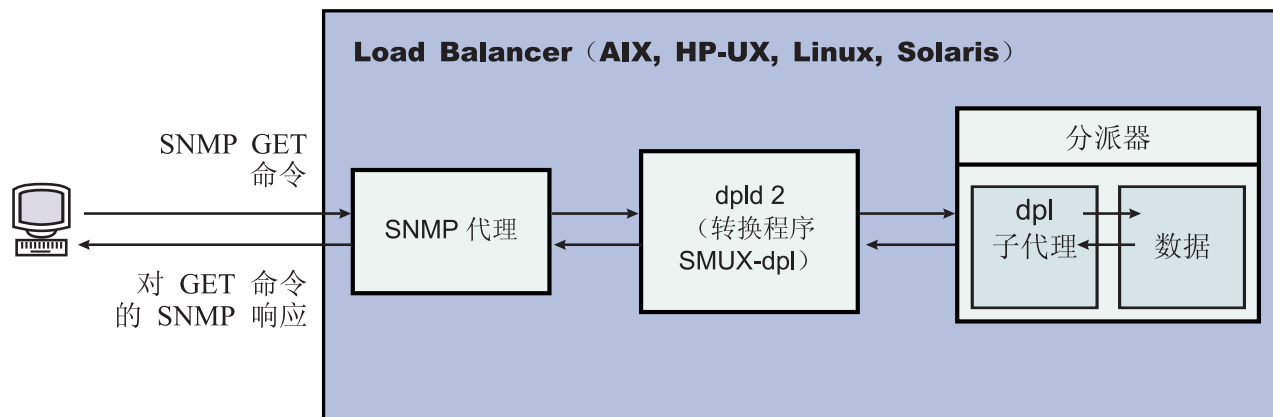 Load Balancer（AIX, HP-UX, Linux, Solaris）
SNMP GET
命令
对 GET 命令
的 SNMP 响应
SNMP 代理
dpld 2
（转换程序
SMUX-dpl）
分派器
dpl
子代理
数据